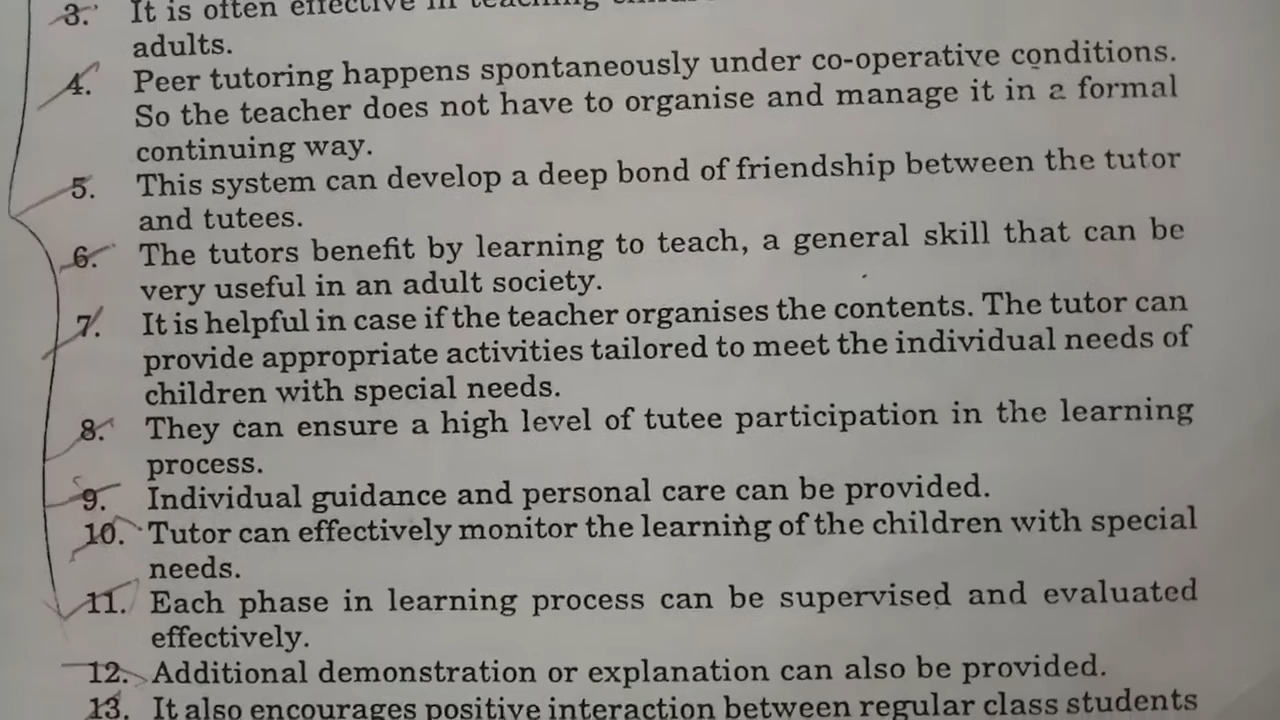 3. It is often effective in teaching
adults.
4. Peer tutoring happens spontaneously under co-operative conditions.
So the teacher does not have to organise and manage it in a formal
continuing way.
5. This system can develop a deep bond of friendship between the tutor
and tutees.
6. The tutors benefit by learning to teach, a general skill that can be
very useful in an adult society.
7. It is helpful in case if the teacher organises the contents. The tutor can
provide appropriate activities tailored to meet the individual needs of
children with special needs.
8. They can ensure a high level of tutee participation in the learning
process.
9. Individual guidance and personal care can be provided.
10. Tutor can effectively monitor the learning of the children with special
needs.
11. Each phase in learning process can be supervised and evaluated
effectively.
12. Additional demonstration or explanation can also be provided.
13. It also encourages positive interaction between regular class students